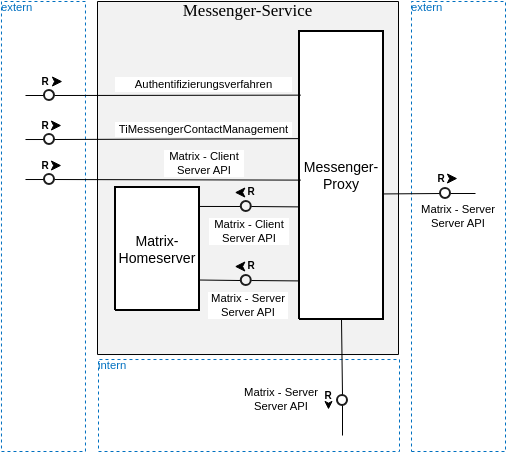 extern
Messenger-Service
extern
R
Authentifizierungsverfahren
R
TiMessengerContactManagement
R
Matrix - Client
Server API
Messenger-
Proxy
R
Matrix - Server
Server API
R
Matrix - Client
Server API
Matrix-
Homeserver
R
Matrix - Server
Server API
intern
Matrix - Server
Server API
R